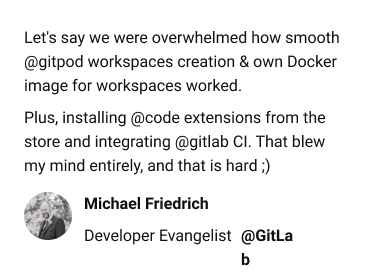 Let's say we were overwhelmed how smooth
@gitpod workspaces creation & own Docker
image for workspaces worked.
Plus, installing @code extensions from the
store and integrating @gitlab CI. That blew
my mind entirely, and that is hard ;)
Michael Friedrich
Developer Evangelist @GitLa
b